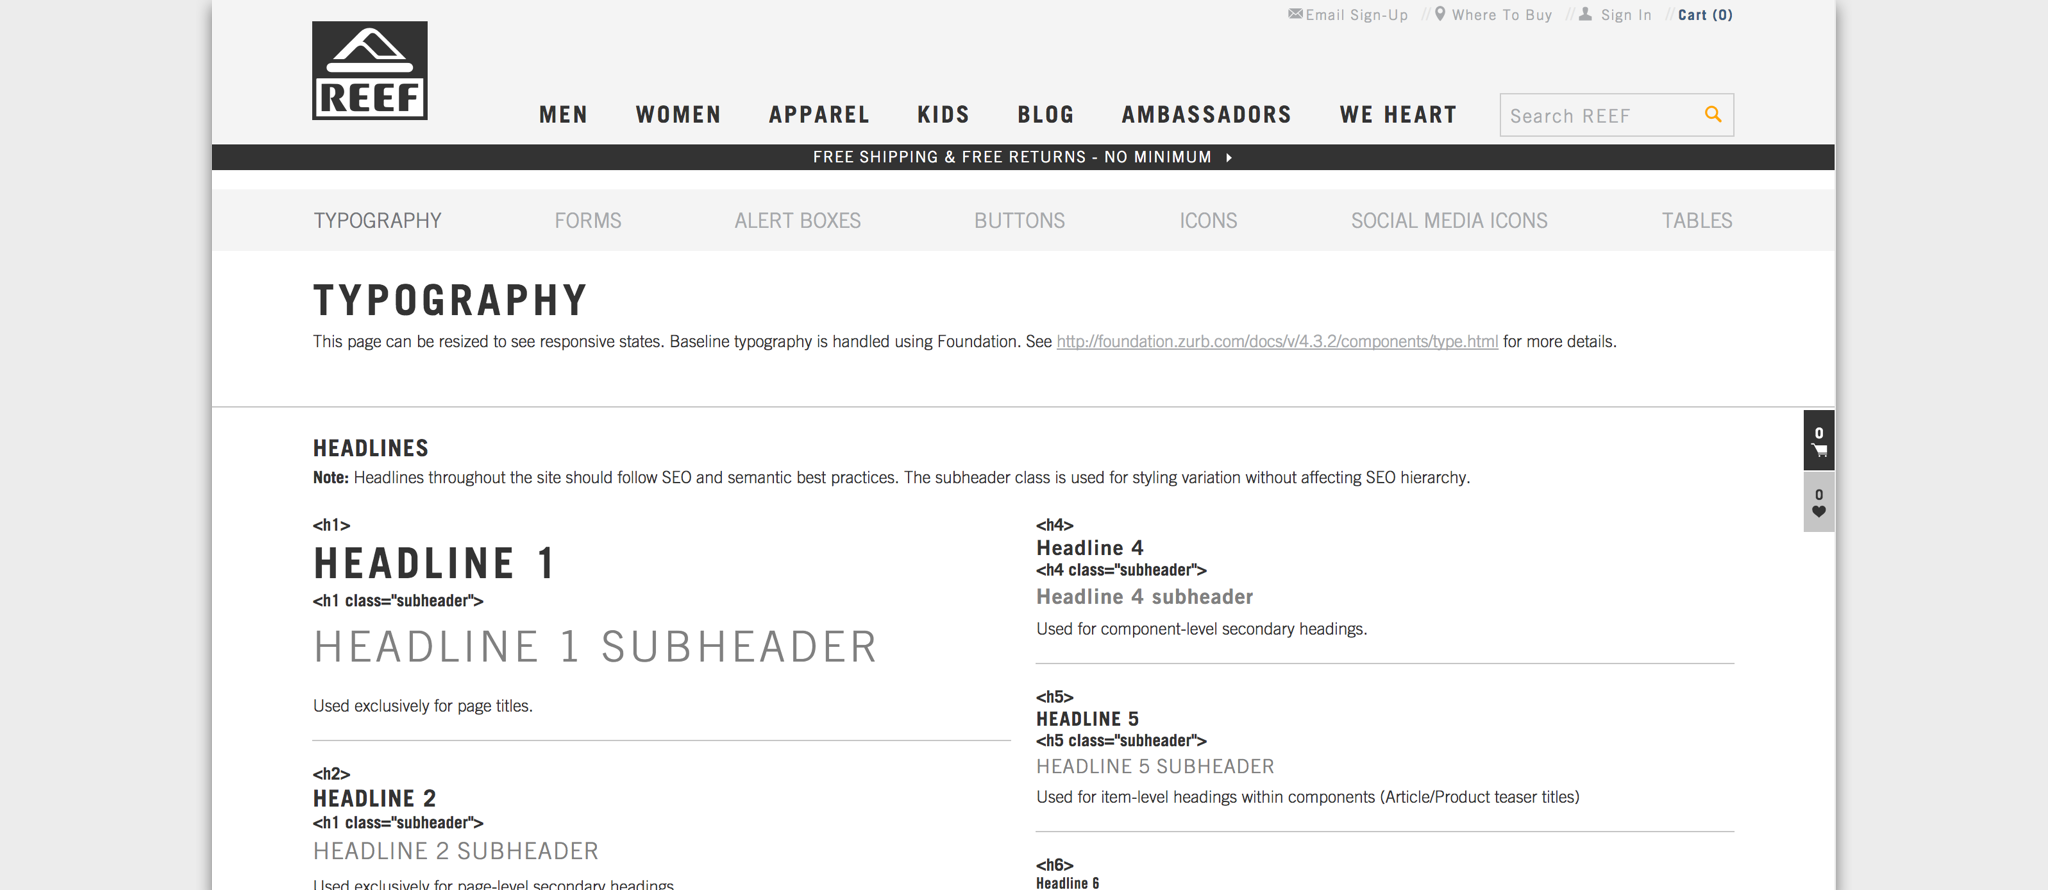 Email Sign-Up // Where To Buy // Sign In // Cart (0)
REEF
MEN WOMEN APPAREL KIDS BLOG AMBASSADORS WE HEART Search REEF
FREE SHIPPING & FREE RETURNS - NO MINIMUM
TYPOGRAPHY FORMS ALERT BOXES BUTTONS ICONS SOCIAL MEDIA ICONS TABLES
TYPOGRAPHY
This page can be resized to see responsive states. Baseline typography is handled using Foundation. See http://foundation.zurb.com/docs/v/4.3.2/components/type.html for more details.
0
0
HEADLINES
Note: Headlines throughout the site should follow SEO and semantic best practices. The subheader class is used for styling variation without affecting SEO hierarchy.
<h1>
HEADLINE 1
<h1 class="subheader">
HEADLINE 1 SUBHEADER
Used exclusively for page titles.
<h2>
HEADLINE 2
<h1 class="subheader">
HEADLINE 2 SUBHEADER
Used exclusively for page-level secondary headings.
<h4>
Headline 4
<h4 class="subheader">
Headline 4 subheader
Used for component-level secondary headings.
<h5>
HEADLINE 5
<h5 class="subheader">
HEADLINE 5 SUBHEADER
Used for item-level headings within components (Article/Product teaser titles)
<h6>
Headline 6